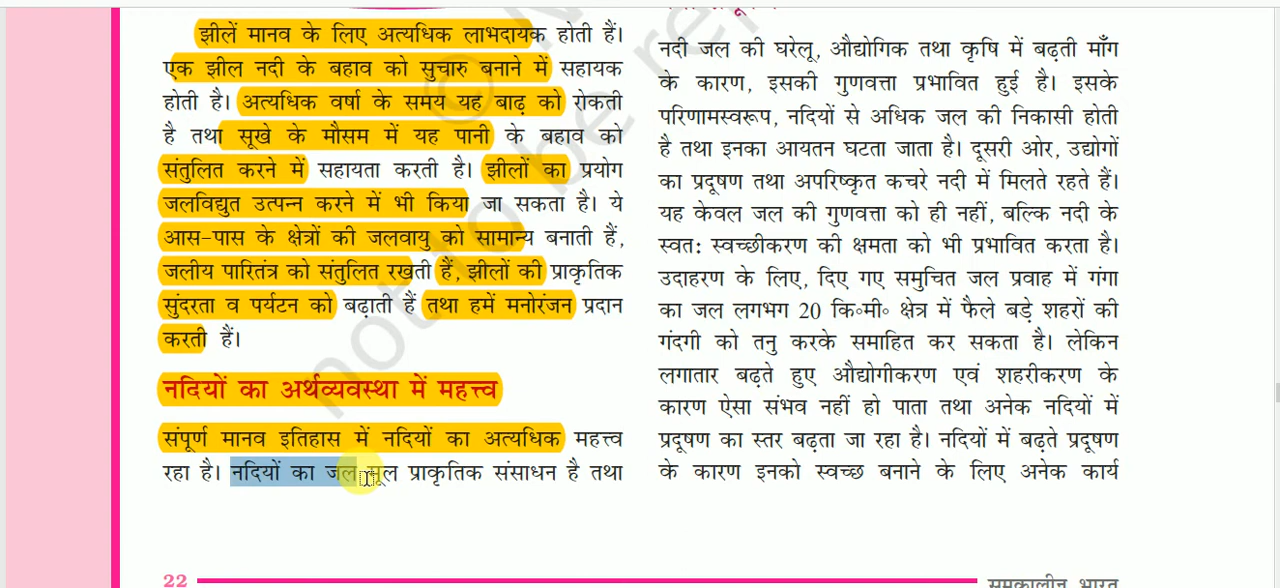 झीलें मानव के लिए अत्यधिक लाभदायक होती हैं।
एक झील नदी के बहाव को सुचारु बनाने में सहायक
होती है। अत्यधिक वर्षा के समय यह बाढ़ को रोकती
है तथा सूखे के मौसम में यह पानी के बहाव को
संतुलित करने में सहायता करती है। झीलों का प्रयोग
जलविद्युत उत्पन्न करने में भी किया जा सकता है। ये
आस-पास के क्षेत्रों की जलवायु को सामान्य बनाती हैं,
जलीय पारितंत्र को संतुलित रखती हैं, झीलों की प्राकृतिक
सुंदरता व पर्यटन को बढ़ाती हैं तथा हमें मनोरंजन प्रदान
करती हैं।
नदियों का अर्थव्यवस्था में महत्त्व
संपूर्ण मानव इतिहास में नदियों का अत्यधिक महत्त्व
रहा है। नदियों का जल मूल प्राकृतिक संसाधन है तथा
नदी जल की घरेलू, औद्योगिक तथा कृषि में बढ़ती माँग
के कारण, इसकी गुणवत्ता प्रभावित हुई है। इसके
परिणामस्वरूप, नदियों से अधिक जल की निकासी होती
है तथा इनका आयतन घटता जाता है। दूसरी ओर, उद्योगों
का प्रदूषण तथा अपरिष्कृत कचरे नदी में मिलते रहते हैं।
यह केवल जल की गुणवत्ता को ही नहीं, बल्कि नदी के
स्वतः स्वच्छीकरण की क्षमता को भी प्रभावित करता है।
उदाहरण के लिए, दिए गए समुचित जल प्रवाह में गंगा
का जल लगभग 20 कि॰मी॰ क्षेत्र में फैले बड़े शहरों की
गंदगी को तनु करके समाहित कर सकता है। लेकिन
लगातार बढ़ते हुए औद्योगीकरण एवं शहरीकरण के
कारण ऐसा संभव नहीं हो पाता तथा अनेक नदियों में
प्रदूषण का स्तर बढ़ता जा रहा है। नदियों में बढ़ते प्रदूषण
के कारण इनको स्वच्छ बनाने के लिए अनेक कार्य
22
समकालीन भारत
not to be re